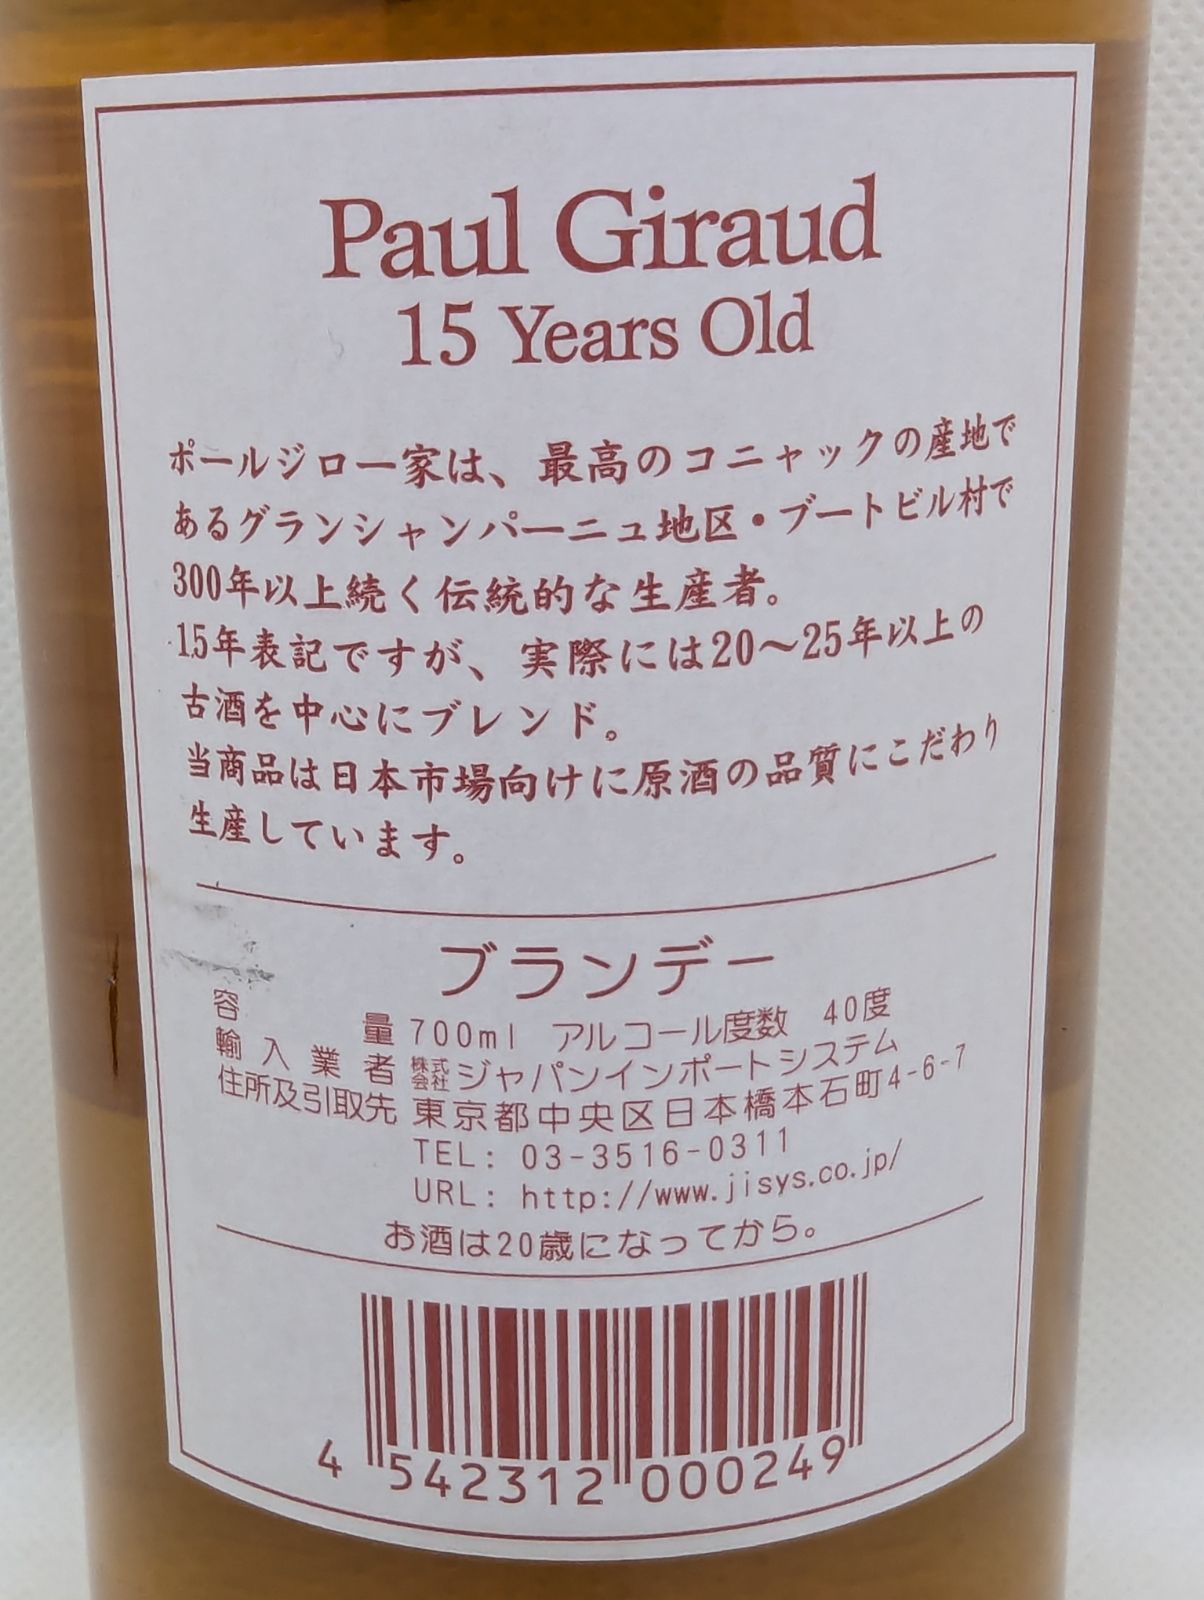 Paul Giraud
15 Years Old
ポールジロー家は、最高のコニャックの産地で
あるグランシャンパーニュ地区・ブートビル村で
300年以上続く伝統的な生産者。
15年表記ですが、実際には20～25年以上の
古酒を中心にブレンド。
当商品は日本市場向けに原酒の品質にこだわり
生産しています。
ブランデー
容量 700ml アルコール度数 40度
輸入業者 株式会社 ジャパンインポートシステム
住所及引取先 東京都中央区日本橋本石町4-6-7
TEL: 03-3516-0311
URL: http://www.jisys.co.jp/
お酒は20歳になってから。
4 542312 000249